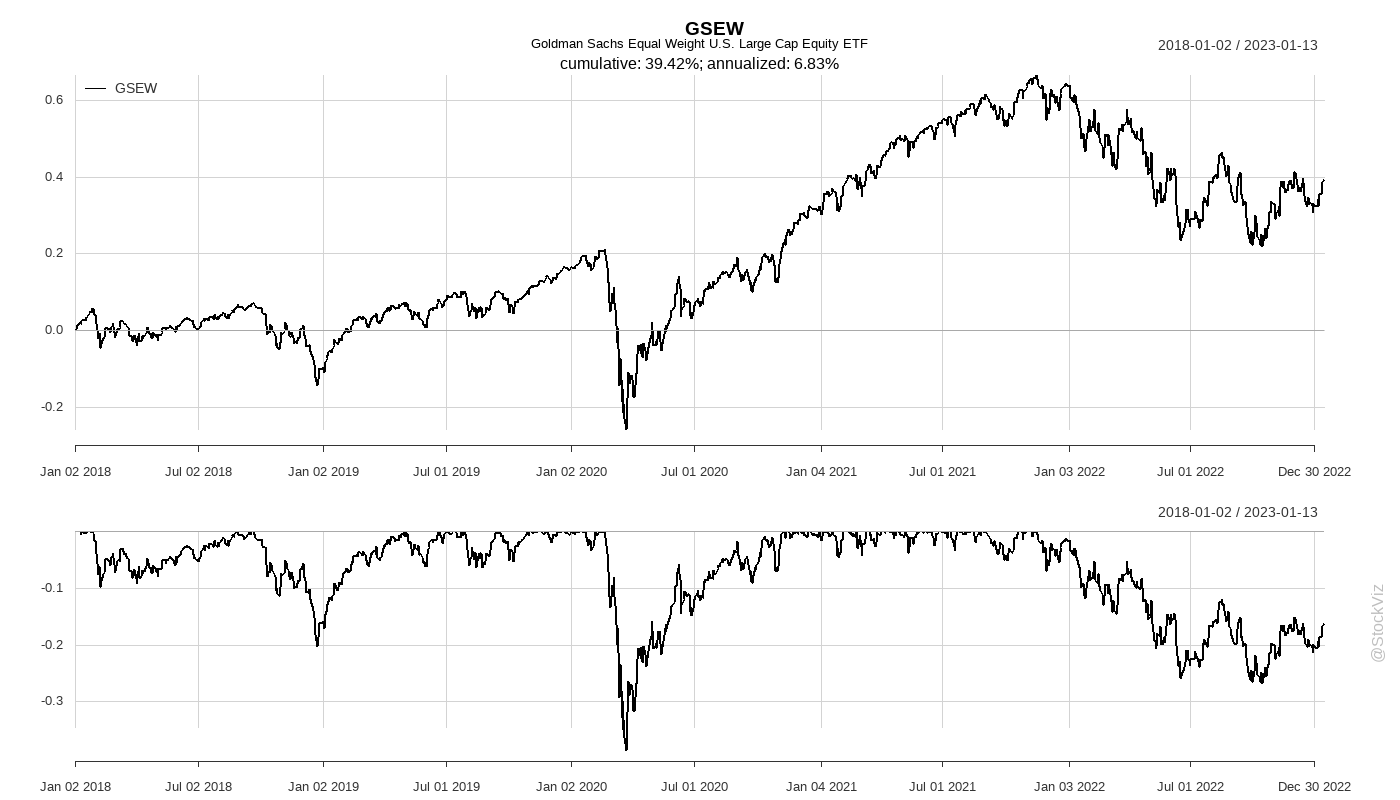 GSEW
Goldman Sachs Equal Weight U.S. Large Cap Equity ETF
cumulative: 39.42%; annualized: 6.83%
2018-01-02 / 2023-01-13
GSEW
0.6
0.4
0.2
0.0
-0.2
Jan 02 2018 Jul 02 2018 Jan 02 2019 Jul 01 2019 Jan 02 2020 Jul 01 2020 Jan 04 2021 Jul 01 2021 Jan 03 2022 Jul 01 2022 Dec 30 2022
2018-01-02 / 2023-01-13
-0.1
-0.2
-0.3
Jan 02 2018 Jul 02 2018 Jan 02 2019 Jul 01 2019 Jan 02 2020 Jul 01 2020 Jan 04 2021 Jul 01 2021 Jan 03 2022 Jul 01 2022 Dec 30 2022
@StockViz